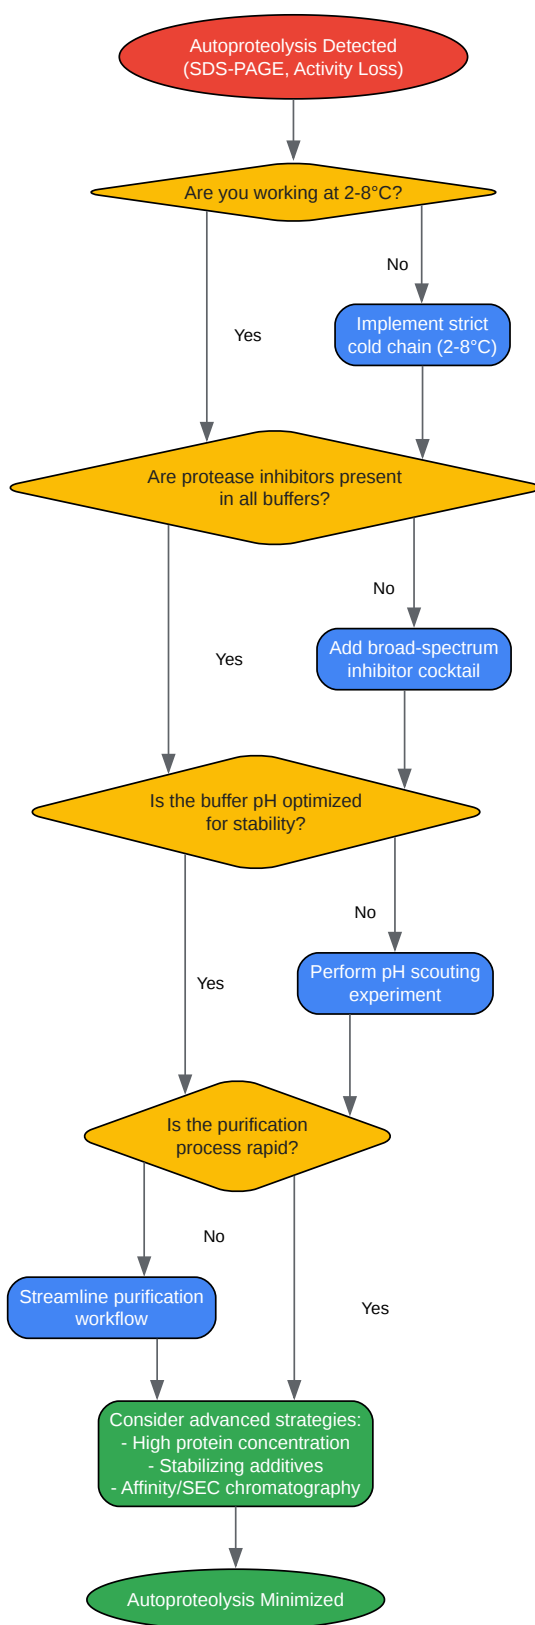 Autoproteolysis Detected
(SDS-PAGE, Activity Loss)
Are you working at 2-8°C?
No
Implement strict
cold chain (2-8°C)
Yes
Are protease inhibitors present
in all buffers?
No
Add broad-spectrum
inhibitor cocktail
Yes
Is the buffer pH optimized
for stability?
No
Perform pH scouting
experiment
Yes
Is the purification
process rapid?
No
Streamline purification
workflow
Yes
Consider advanced strategies:
- High protein concentration
- Stabilizing additives
- Affinity/SEC chromatography
Autoproteolysis Minimized